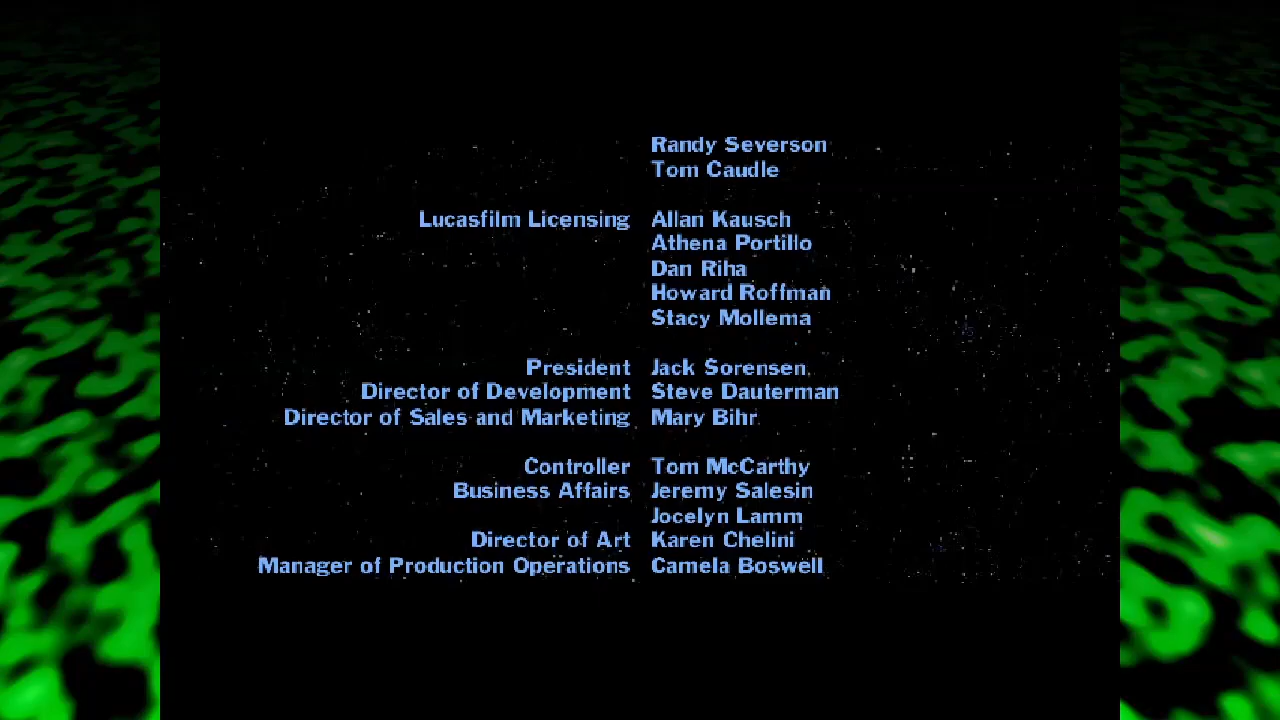 Randy Severson
Tom Caudle
Lucasfilm Licensing Allan Kausch
Athena Portillo
Dan Riha
Howard Roffman
Stacy Mollema
President Jack Sorensen
Director of Development Steve Dauterman
Director of Sales and Marketing Mary Bihr
Controller Tom McCarthy
Business Affairs Jeremy Salesin
Jocelyn Lamm
Director of Art Karen Chelini
Manager of Production Operations Camela Boswell